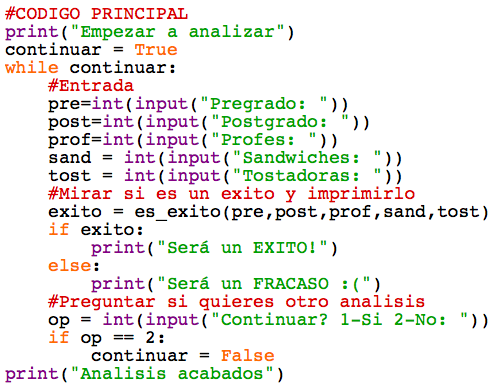 #CODIGO PRINCIPAL
print("Empezar a analizar")
continuar = True
while continuar:
    #Entrada
    pre=int(input("Pregrado: "))
    post=int(input("Postgrado: "))
    prof=int(input("Profes: "))
    sand = int(input("Sandwiches: "))
    tost = int(input("Tostadoras: "))
    #Mirar si es un exito y imprimirlo
    exito = es_exito(pre,post,prof,sand,tost)
    if exito:
        print("Será un EXITO!")
    else:
        print("Será un FRACASO :(")
    #Preguntar si quieres otro analisis
    op = int(input("Continuar? 1-Si 2-No: "))
    if op == 2:
        continuar = False
print("Analisis acabados")